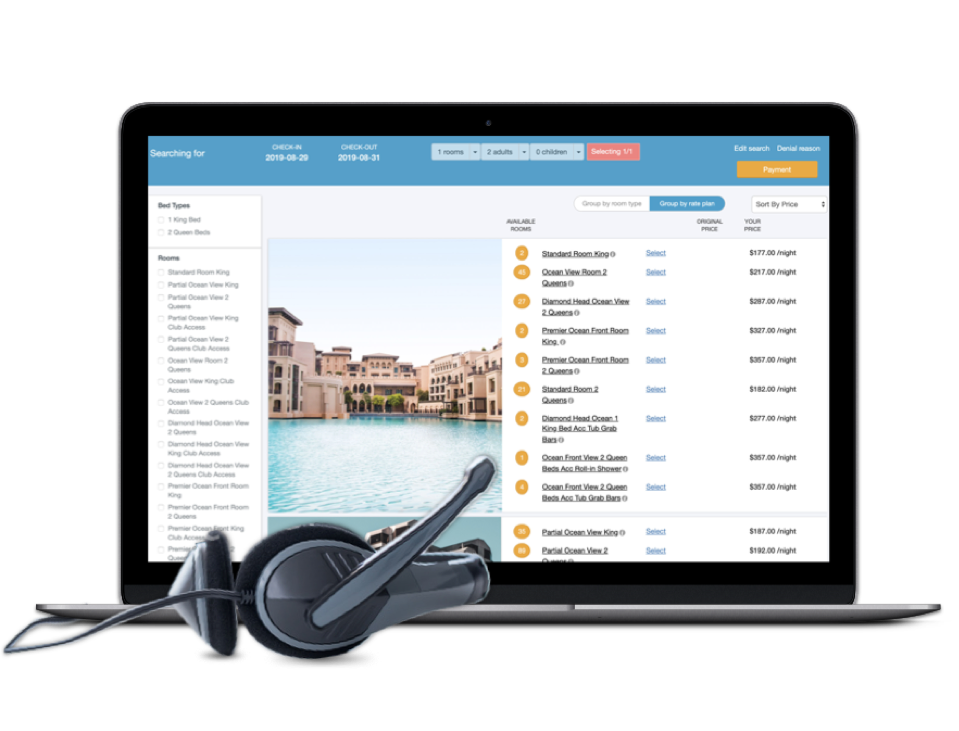 Searching for
CHECK-IN
2019-08-29
CHECK-OUT
2019-08-31
1 rooms
2 adults
0 children
Selecting 1/1
Edit search
Denial reason
Payment
Group by room type
Group by rate plan
Sort By Price
Bed Types
1 King Bed
2 Queen Beds
Rooms
Standard Room King
Partial Ocean View King
Partial Ocean View 2
Queens
Partial Ocean View King
Club Access
Partial Ocean View 2
Queens Club Access
Ocean View Room 2
Queens
Ocean View King Club
Access
Ocean View 2 Queens Club
Access
Diamond Head Ocean View
2 Queens
Diamond Head Ocean View
King Club Access
Diamond Head Ocean View
2 Queens Club Access
Premier Ocean Front Room
King
Premier Ocean Front Room
2 Queens
Premier Ocean Front King
Club
AVAILABLE
ROOMS
ORIGINAL
PRICE
YOUR
PRICE
2 Standard Room King Select $177.00 /night
45 Ocean View Room 2 Select $217.00 /night
Queens
27 Diamond Head Ocean View Select $287.00 /night
2 Queens
2 Premier Ocean Front Room Select $327.00 /night
King
3 Premier Ocean Front Room Select $357.00 /night
2 Queens
21 Standard Room 2 Select $182.00 /night
Queens
2 Diamond Head Ocean 1 Select $277.00 /night
King Bed Acc Tub Grab
Bars
1 Ocean Front View 2 Queen Select $357.00 /night
Beds Acc Roll-in Shower
4 Ocean Front View 2 Queen Select $357.00 /night
Beds Acc Tub Grab Bars
Partial Ocean View King Select $187.00 /night
Partial Ocean View 2 Select $192.00 /night